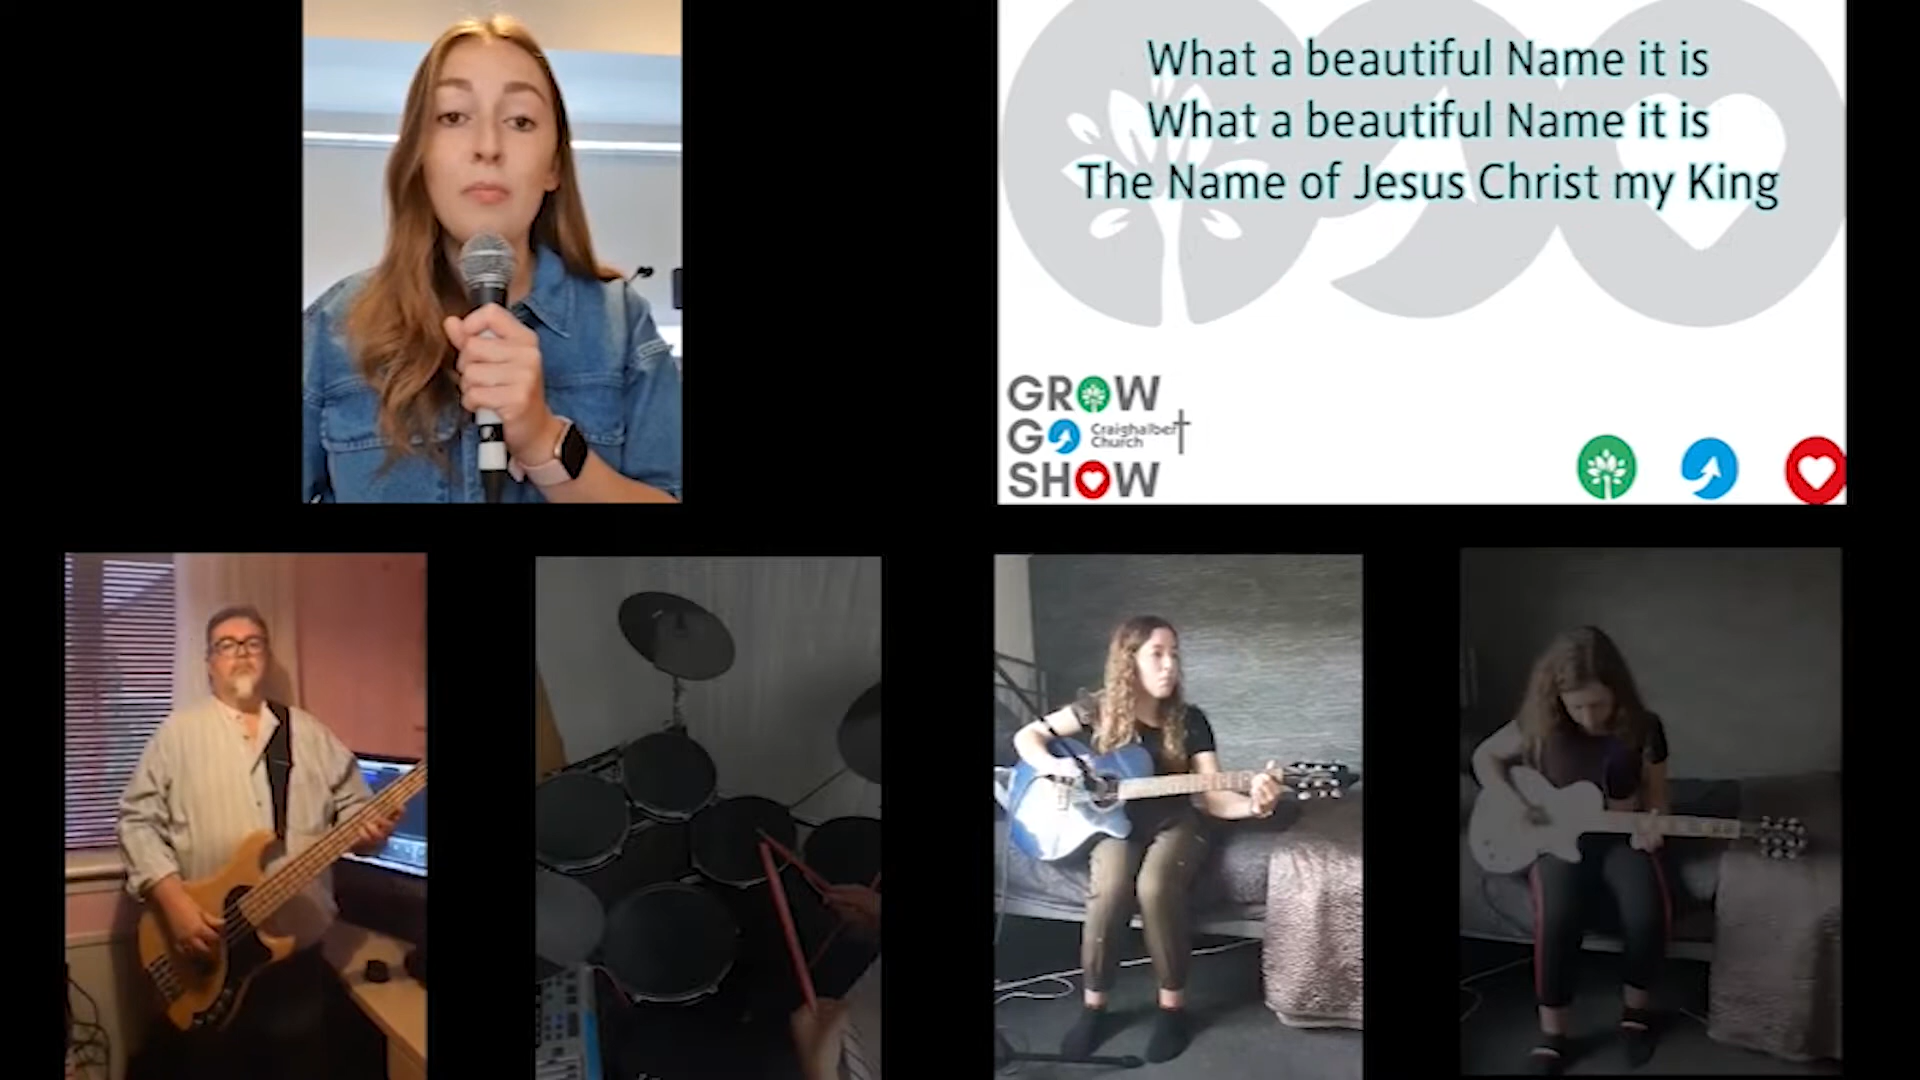 What a beautiful Name it is
What a beautiful Name it is
The Name of Jesus Christ my King
GROW
GO
Craighalbert
Church
SHOW